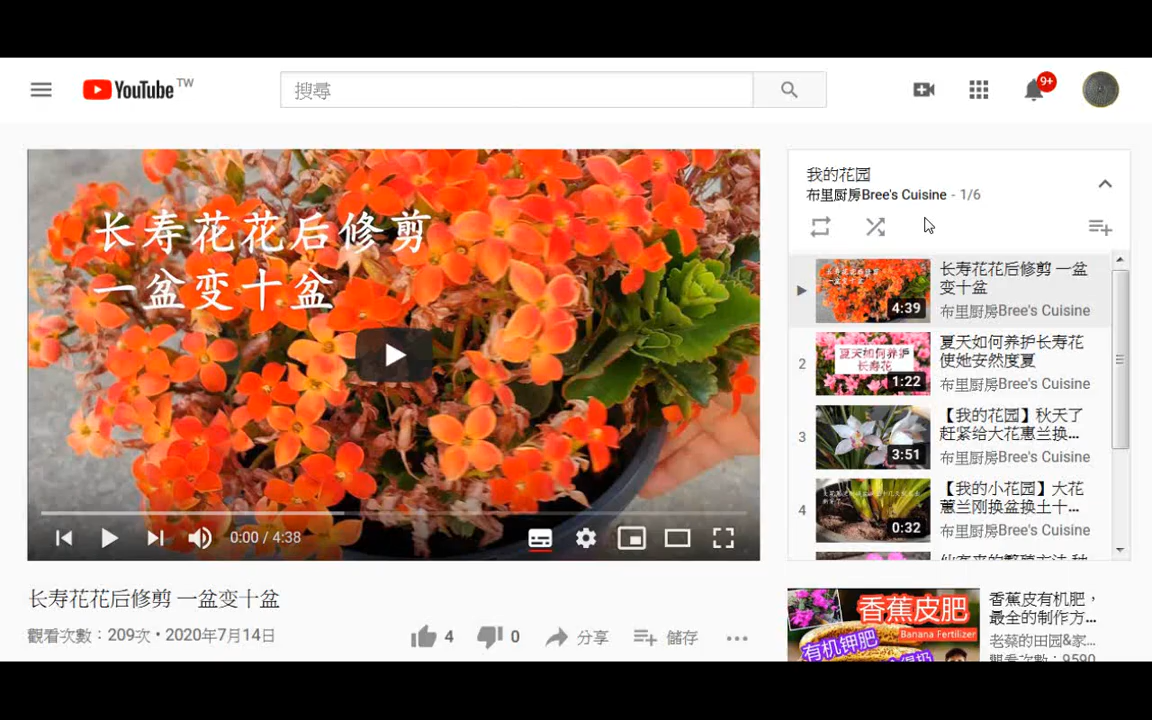 YouTube TW
搜尋
9+
长寿花花后修剪
一盆变十盆
0:00 / 4:38
长寿花花后修剪 一盆变十盆
觀看次數：209次 • 2020年7月14日
4
0
分享
儲存
我的花园
布里厨房Bree's Cuisine - 1/6
4:39
长寿花花后修剪 一盆
变十盆
布里厨房Bree's Cuisine
2
夏天如何养护
长寿花
1:22
夏天如何养护长寿花
使她安然度夏
布里厨房Bree's Cuisine
3
3:51
【我的花园】秋天了
赶紧给大花惠兰换...
布里厨房Bree's Cuisine
4
0:32
【我的小花园】大花
蕙兰刚换盆换土十...
布里厨房Bree's Cuisine
香蕉皮肥
Banana Fertilizer
有机钾肥
香蕉皮有机肥，
最全的制作方...
老蔡的田园&家...